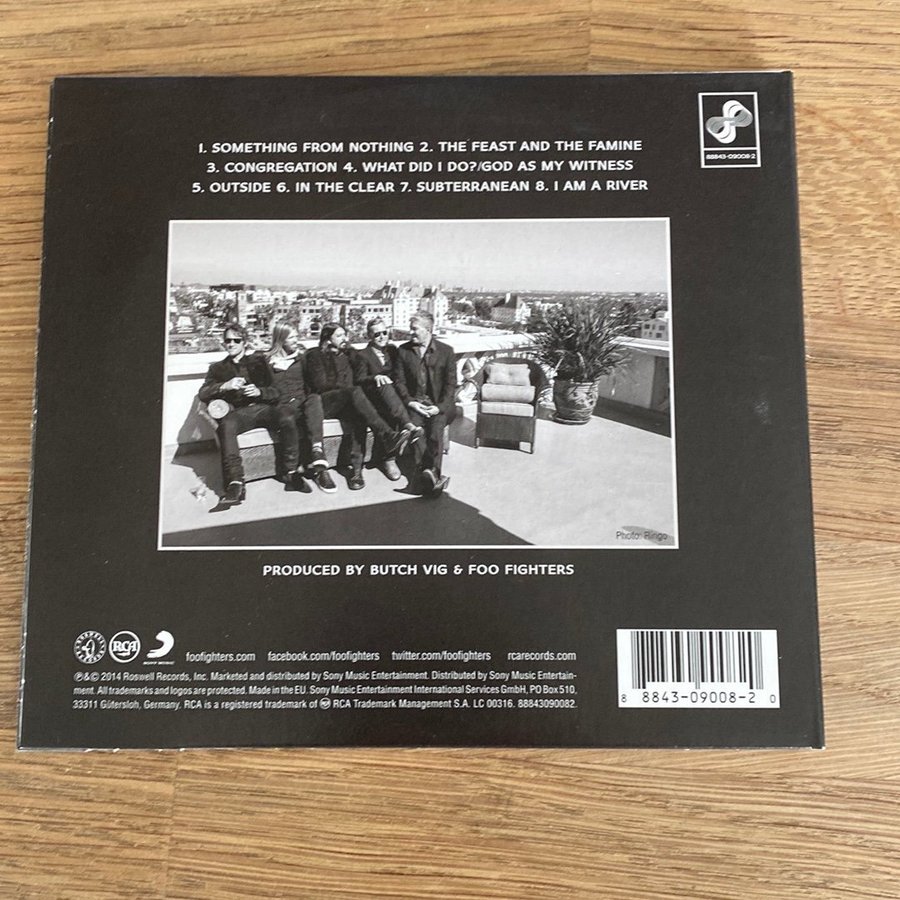 88843-09008-2
1. SOMETHING FROM NOTHING 2. THE FEAST AND THE FAMINE
3. CONGREGATION 4. WHAT DID I DO?/GOD AS MY WITNESS
5. OUTSIDE 6. IN THE CLEAR 7. SUBTERRANEAN 8. I AM A RIVER
Photo: Ringo
PRODUCED BY BUTCH VIG & FOO FIGHTERS
RCA
SONY MUSIC
foofighters.com facebook.com/foofighters twitter.com/foofighters rcarecords.com
℗&© 2014 Roswell Records, Inc. Marketed and distributed by Sony Music Entertainment. Distributed by Sony Music Entertain-
ment. All trademarks and logos are protected. Made in the EU. Sony Music Entertainment International Services GmbH, PO Box 510,
33311 Gütersloh, Germany. RCA is a registered trademark of RCA Trademark Management S.A. LC 00316. 88843090082.
8 8843-09008-2 0